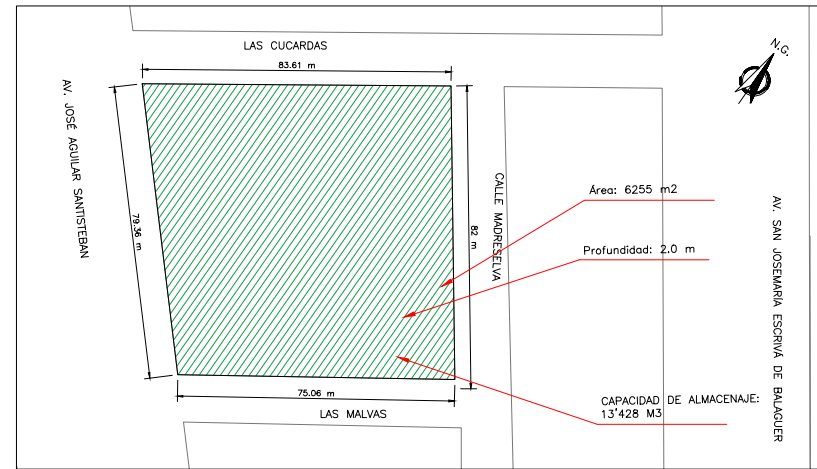 LAS CUCARDAS
83.61 m
N.G.
AV. JOSÉ AGUILAR SANTISTEBAN
79.36 m
82 m
CALLE MADRESELVA
Área: 6255 m2
Profundidad: 2.0 m
AV. SAN JOSEMARÍA ESCRIVÁ DE BALAGUER
75.06 m
LAS MALVAS
CAPACIDAD DE ALMACENAJE:
13'428 M3